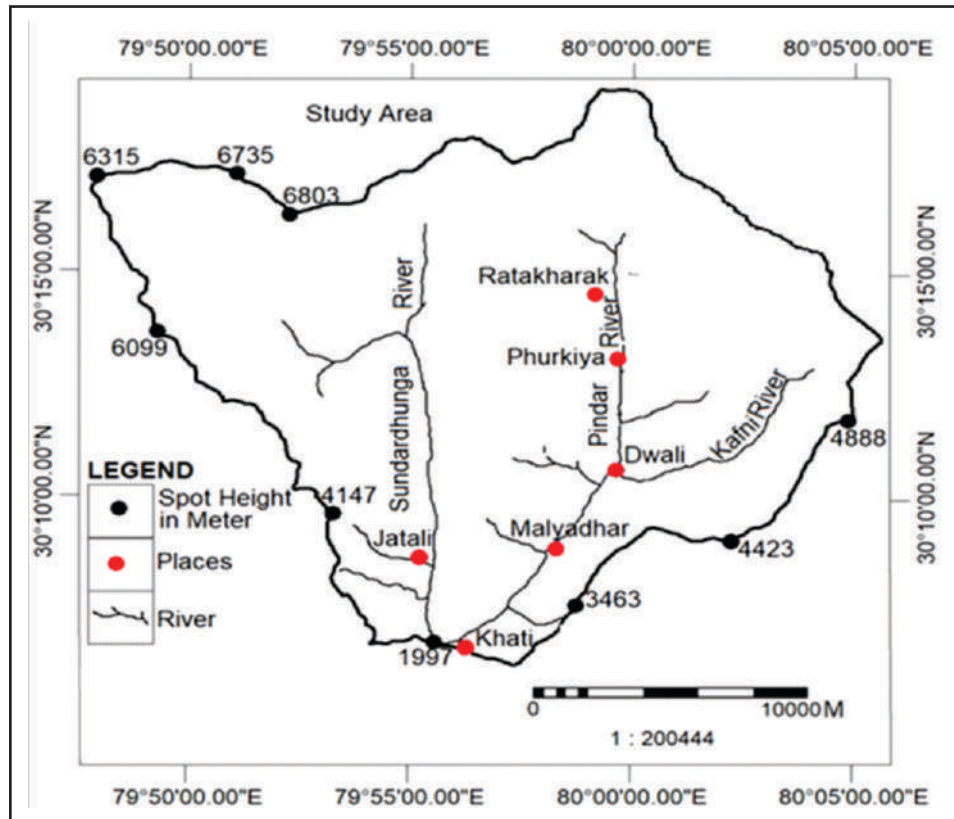 79°50'00.00"E 79°55'00.00"E 80°00'00.00"E 80°05'00.00"E
Study Area
6315
6735
6803
30°15'00.00"N
30°15'00.00"N
River
Ratakharak
River
6099
Phurkiya
Pindar
Kafni River
4888
Sundardhunga
Dwali
LEGEND
Spot Height
in Meter
4147
30°10'00.00"N
30°10'00.00"N
Jatali
Malyadhar
4423
Places
3463
River
1997
Khati
0 10000M
1 : 200444
79°50'00.00"E 79°55'00.00"E 80°00'00.00"E 80°05'00.00"E